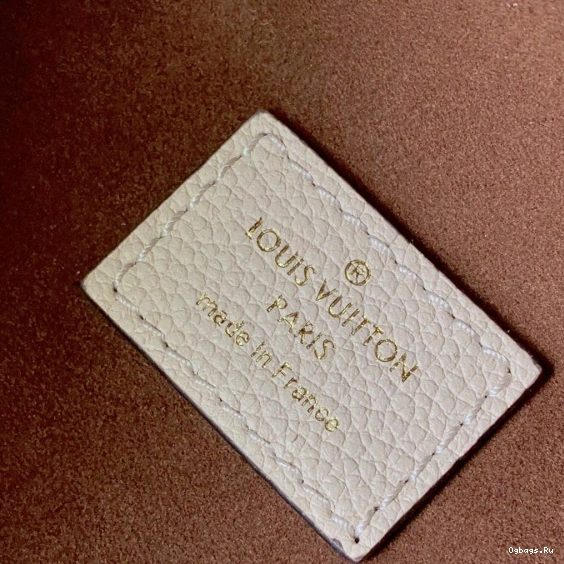 ®
LOUIS VUITTON
PARIS
made in France
Ogbags.Ru